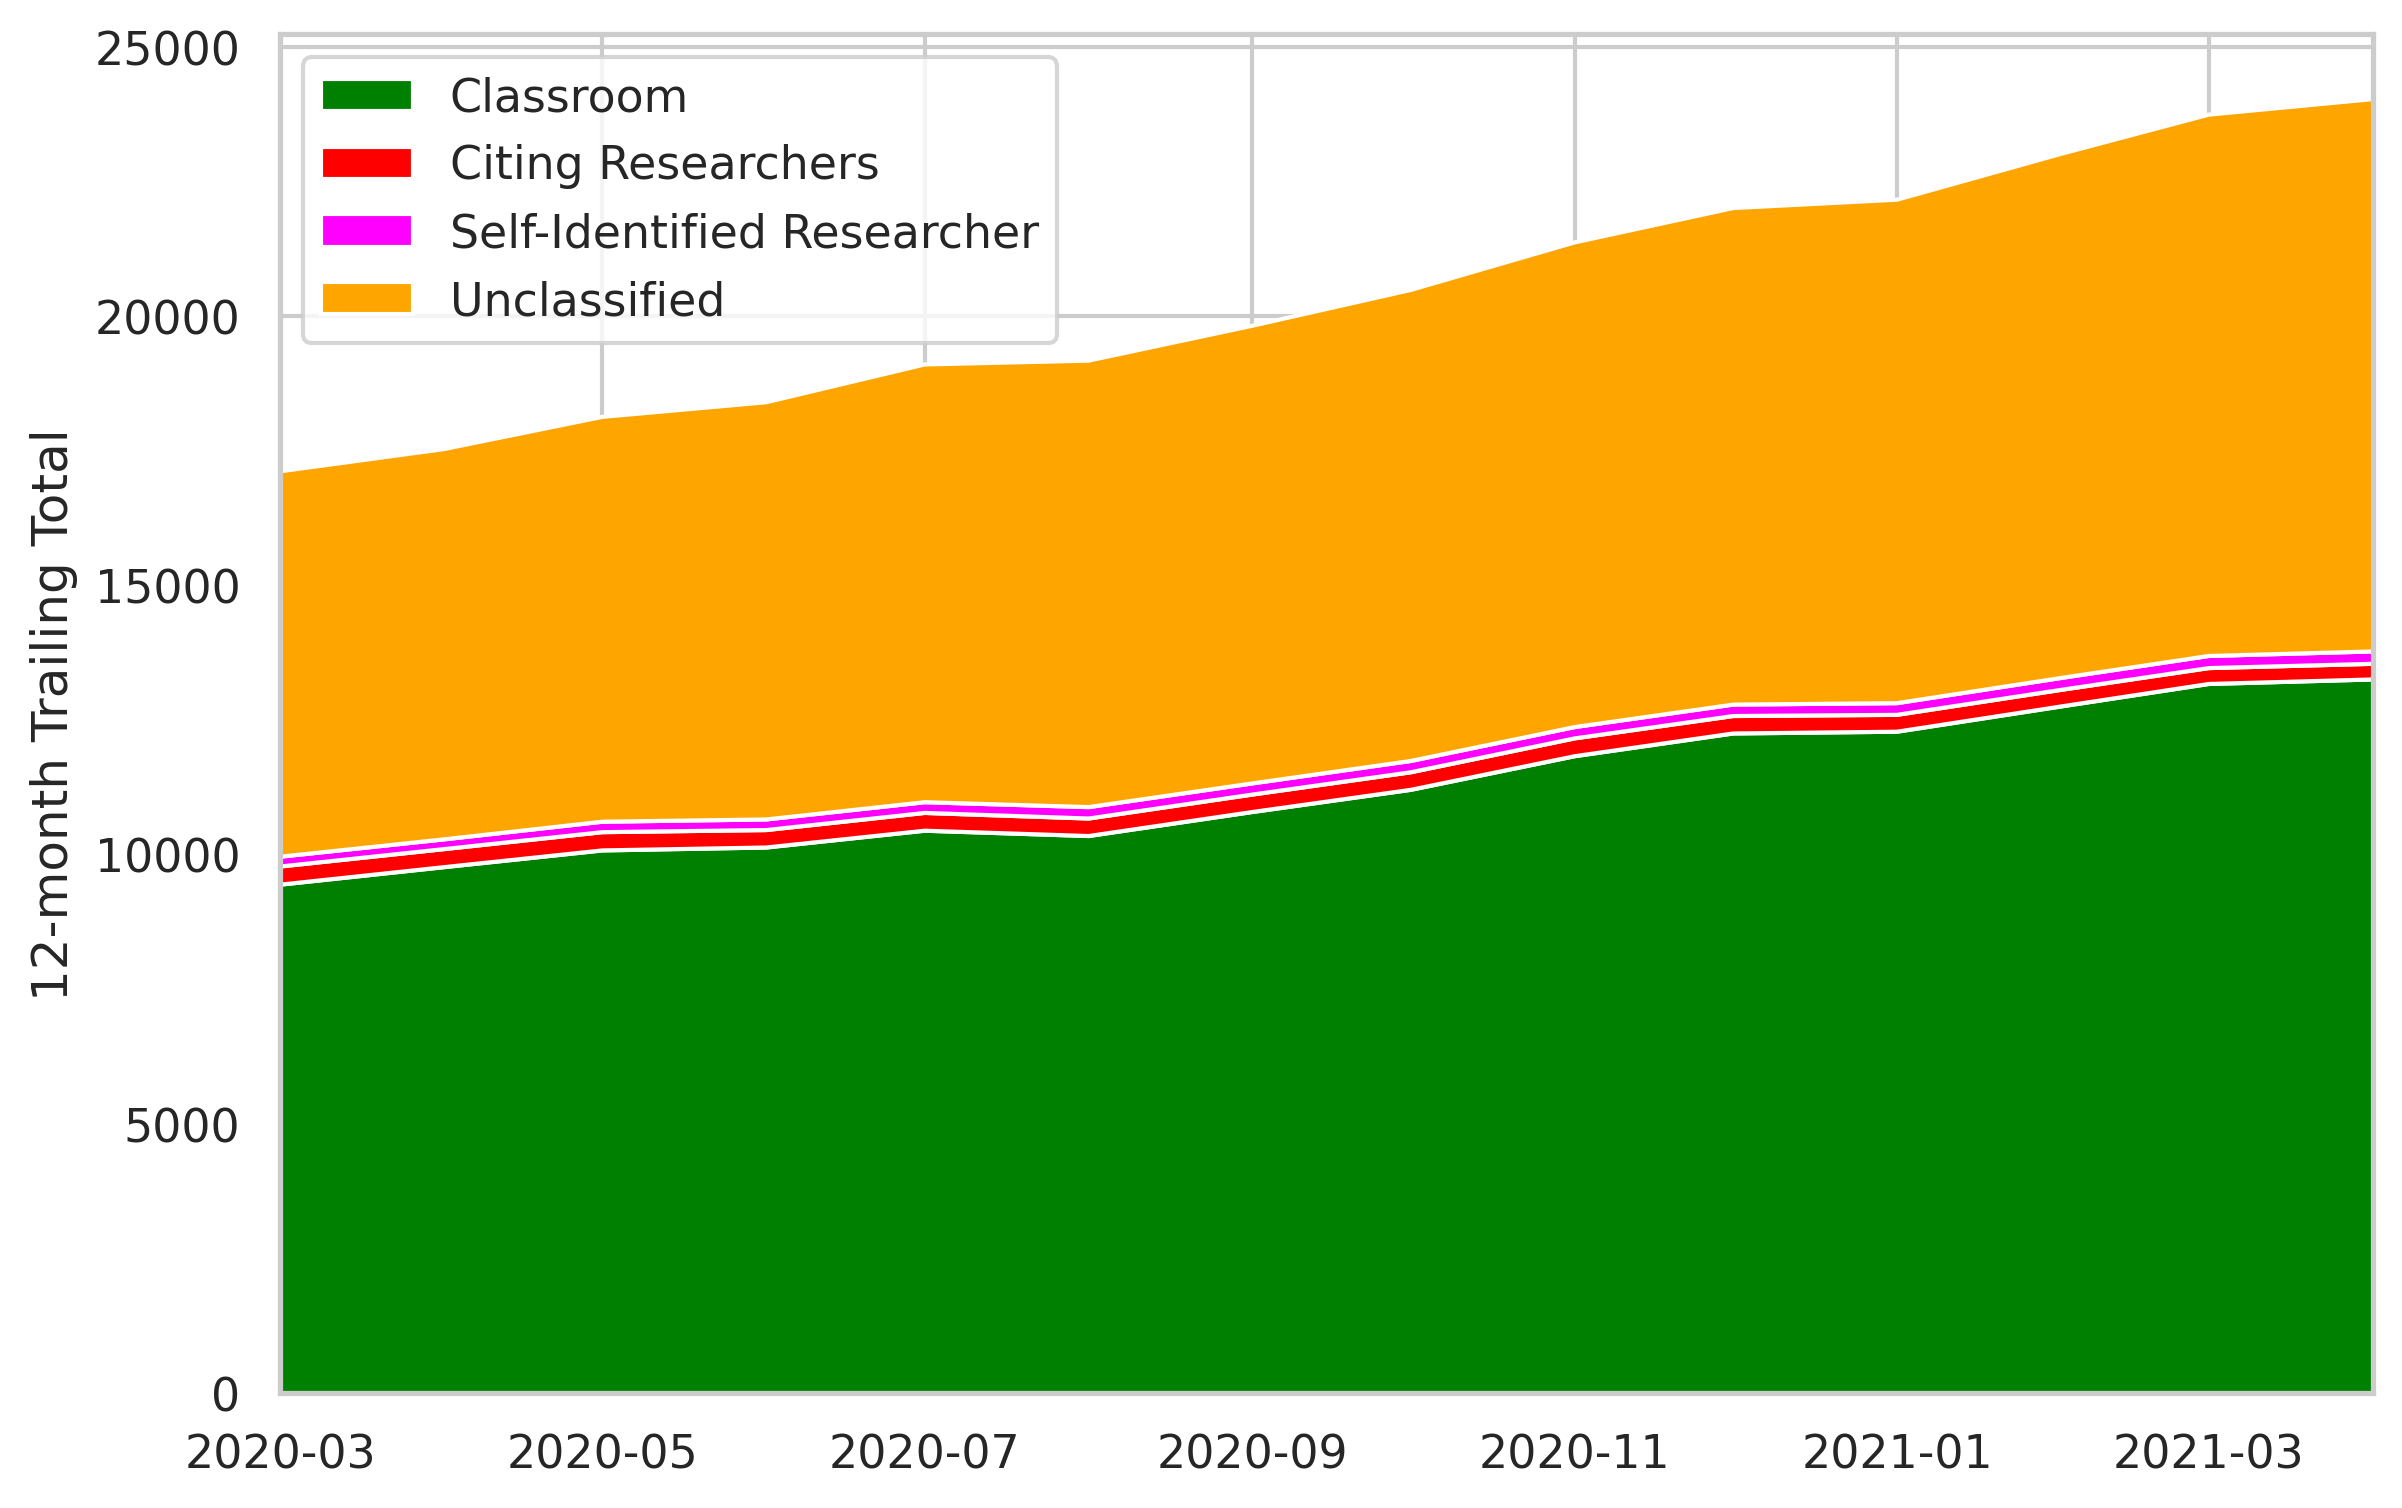 25000
20000
15000
10000
5000
0
12-month Trailing Total
Classroom
Citing Researchers
Self-Identified Researcher
Unclassified
2020-03 2020-05 2020-07 2020-09 2020-11 2021-01 2021-03